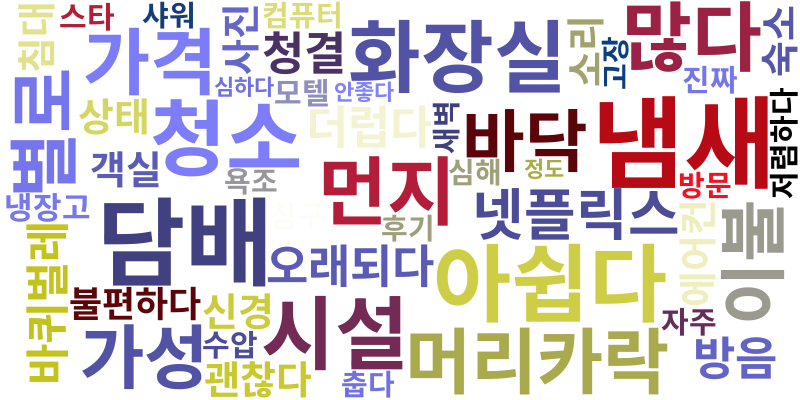 침대
스타
샤워
컴퓨터
많다
숙소
가격
사진
청결
화장실
소리
고장
진짜
별로
상태
심하다
모텔
안좋다
청소
더럽다
새벽
바닥
냄새
저렴하다
객실
욕조
먼지
심해
정도
방문
냉장고
담배
침구
후기
넷플릭스
에어컨
이불
바퀴벌레
오래되다
아쉽다
불편하다
신경
시설
자주
가성
수압
괜찮다
춥다
머리카락
방음